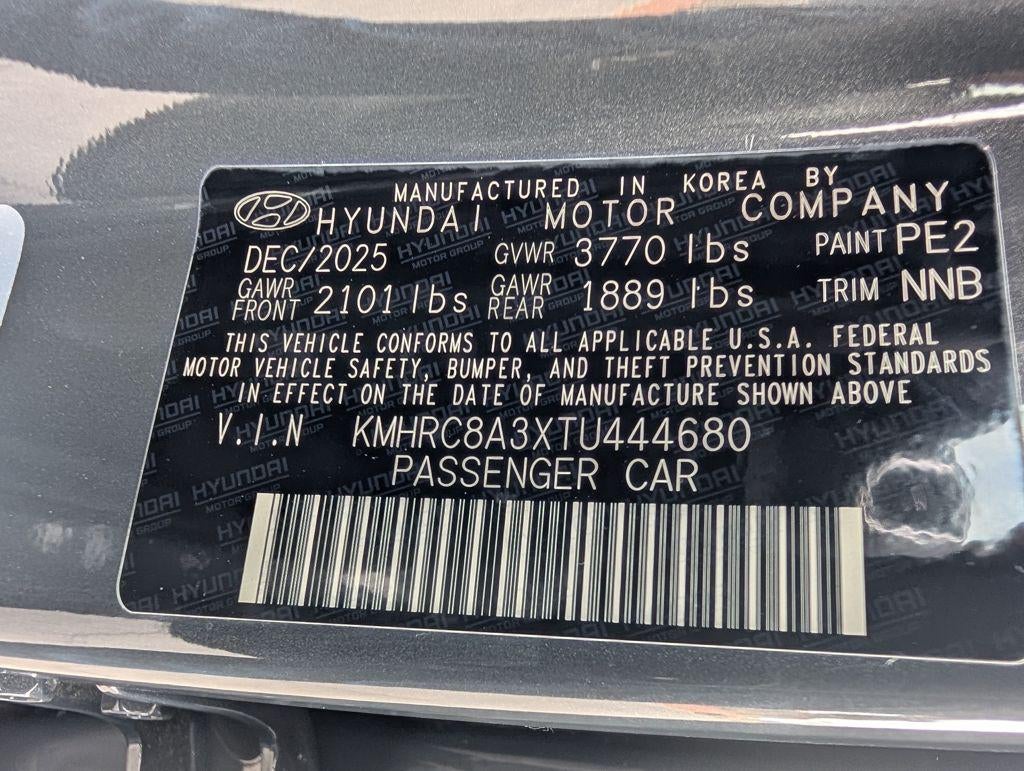 MANUFACTURED IN KOREA BY
HYUNDAI MOTOR COMPANY
DEC/2025 GVWR 3770 lbs PAINT PE2
GAWR FRONT 2101 lbs GAWR REAR 1889 lbs TRIM NNB
THIS VEHICLE CONFORMS TO ALL APPLICABLE U.S.A. FEDERAL
MOTOR VEHICLE SAFETY, BUMPER, AND THEFT PREVENTION STANDARDS
IN EFFECT ON THE DATE OF MANUFACTURE SHOWN ABOVE
V.I.N KMHRC8A3XTU444680
PASSENGER CAR